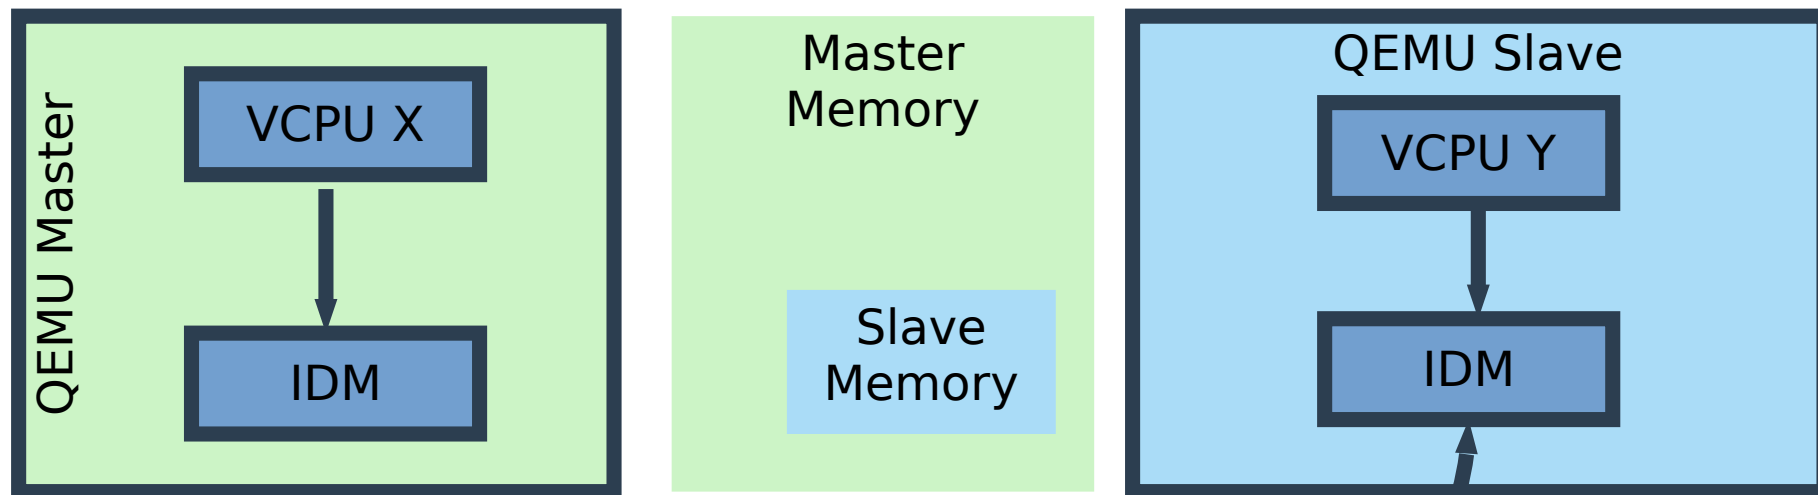 QEMU Master
VCPU X
IDM
Master
Memory
Slave
Memory
QEMU Slave
VCPU Y
IDM